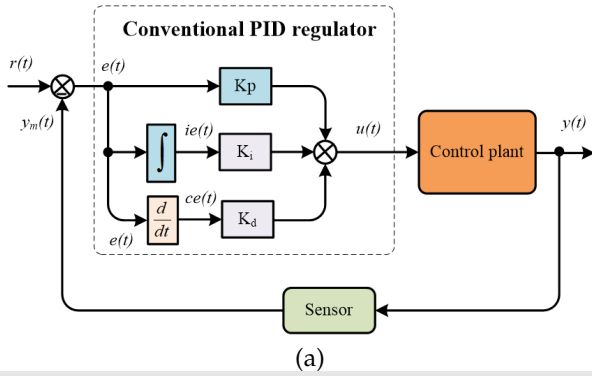 Conventional PID regulator
r(t)
e(t)
Kp
y_m(t)
∫
ie(t)
K_i
u(t)
Control plant
y(t)
e(t)
d/dt
ce(t)
K_d
Sensor
(a)